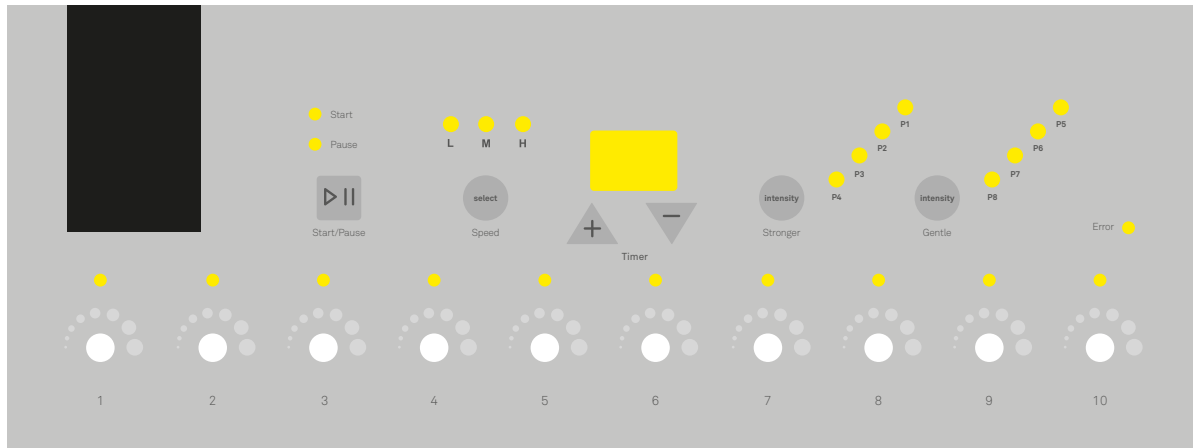 Start
Pause
Start/Pause
L M H
select
Speed
+ −
Timer
intensity
Stronger
P1
P2
P3
P4
intensity
Gentle
P5
P6
P7
P8
Error
1 2 3 4 5 6 7 8 9 10